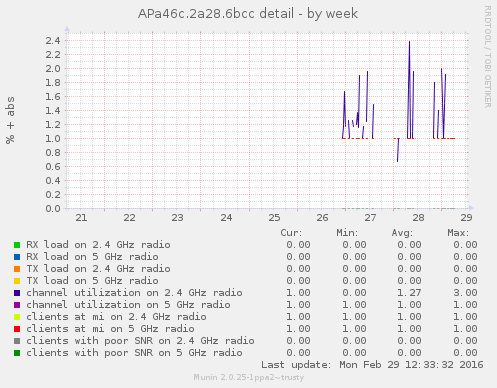 APa46c.2a28.6bcc detail - by week
RRDTOOL / TOBI OETIKER
% + abs
2.4
2.2
2.0
1.8
1.6
1.4
1.2
1.0
0.8
0.6
0.4
0.2
0.0
21 22 23 24 25 26 27 28 29
Cur: Min: Avg: Max:
RX load on 2.4 GHz radio 0.00 0.00 0.00 0.00
RX load on 5 GHz radio 0.00 0.00 0.00 0.00
TX load on 2.4 GHz radio 0.00 0.00 0.00 0.00
TX load on 5 GHz radio 0.00 0.00 0.00 0.00
channel utilization on 2.4 GHz radio 1.00 0.00 1.27 3.00
channel utilization on 5 GHz radio 1.00 1.00 1.00 1.00
clients at mi on 2.4 GHz radio 1.00 1.00 1.00 1.00
clients at mi on 5 GHz radio 1.00 1.00 1.00 1.00
clients with poor SNR on 2.4 GHz radio 0.00 0.00 0.00 0.00
clients with poor SNR on 5 GHz radio 0.00 0.00 0.00 0.00
Last update: Mon Feb 29 12:33:32 2016
Munin 2.0.25-1ppa2~trusty